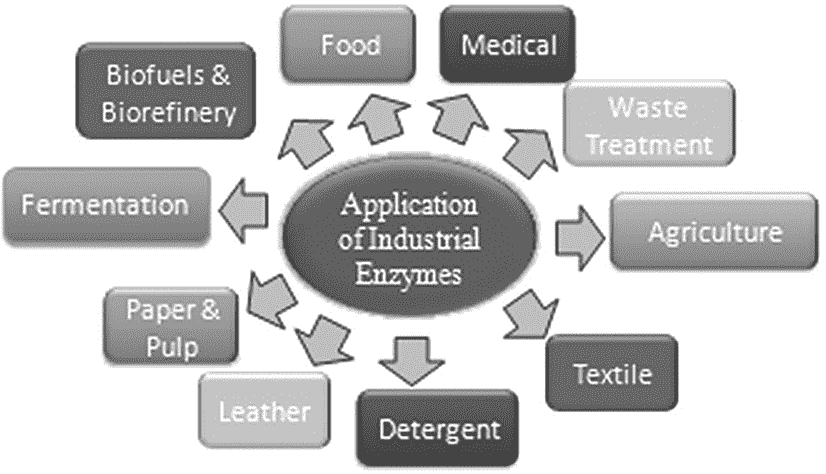 Food
Medical
Biofuels &
Biorefinery
Waste
Treatment
Fermentation
Application
of Industrial
Enzymes
Agriculture
Paper &
Pulp
Textile
Leather
Detergent